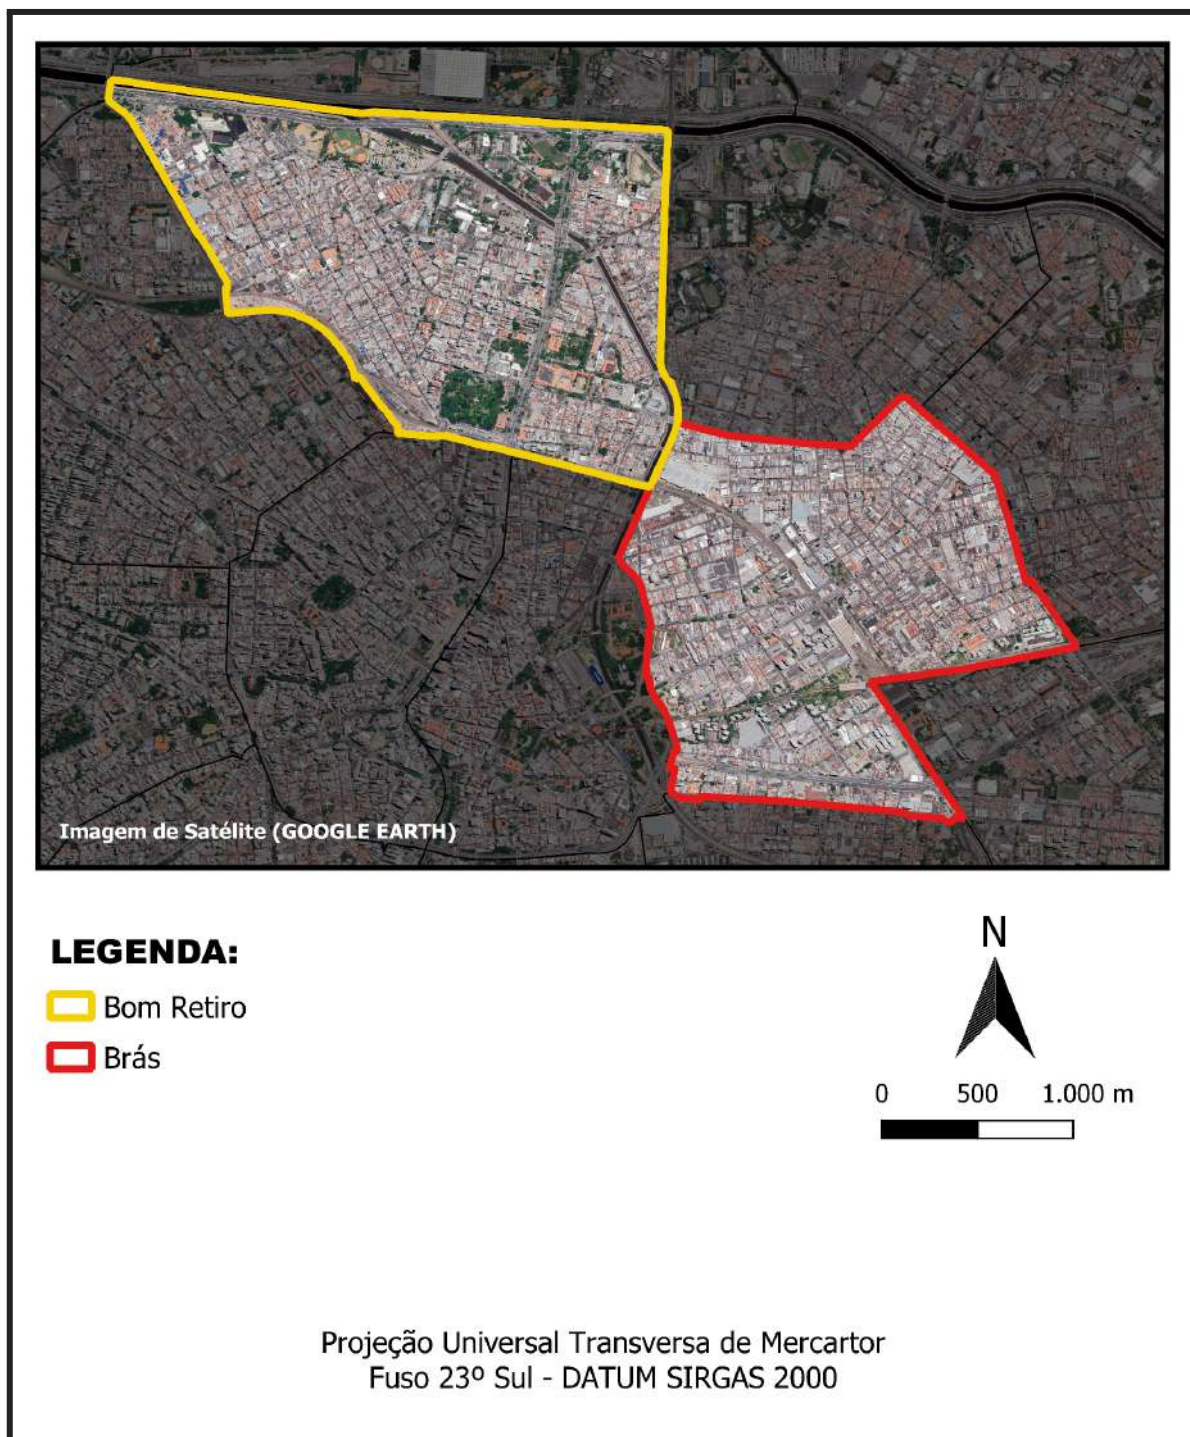 Imagem de Satélite (GOOGLE EARTH)
LEGENDA:
Bom Retiro
Brás
N
0 500 1.000 m
Projeção Universal Transversa de Mercartor
Fuso 23º Sul - DATUM SIRGAS 2000